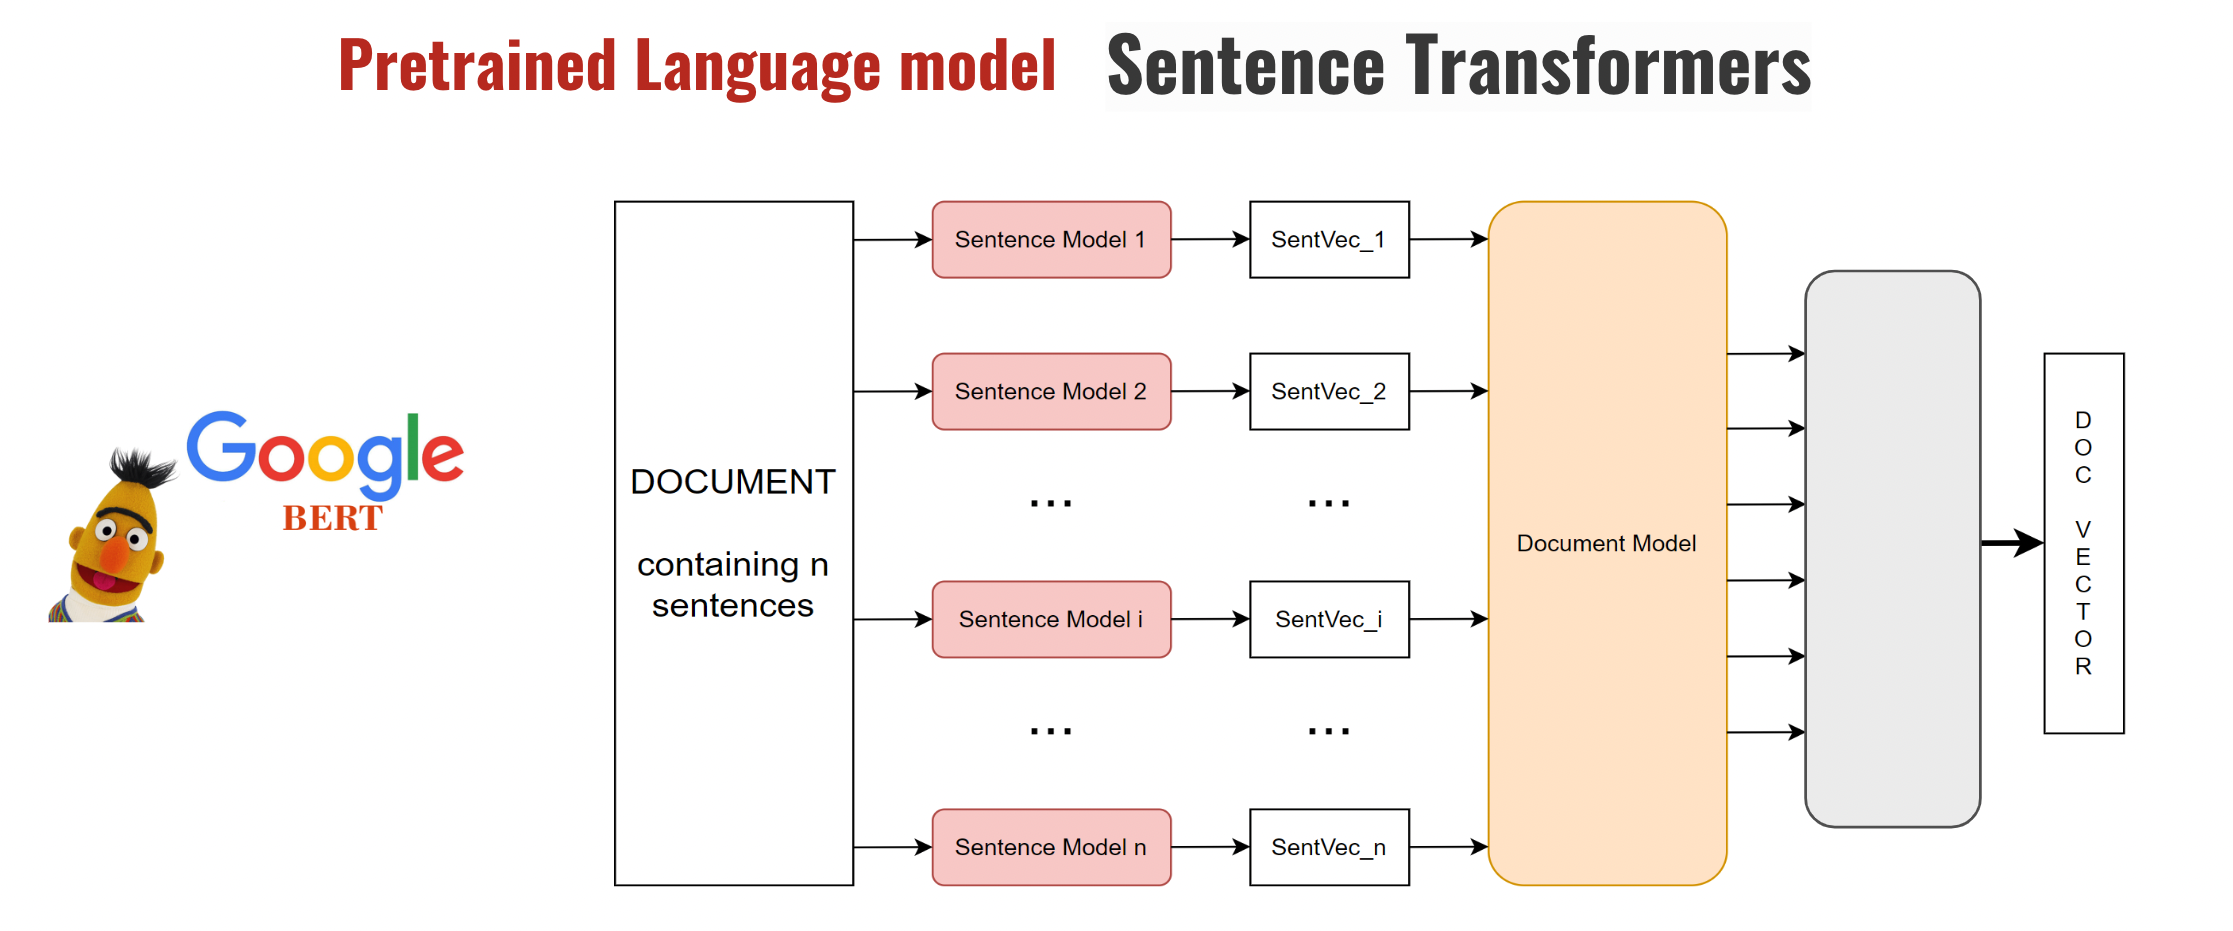 Pretrained Language model
Sentence Transformers
Google
BERT
DOCUMENT
containing n
sentences
Sentence Model 1
SentVec_1
Sentence Model 2
SentVec_2
...
...
Sentence Model i
SentVec_i
...
...
Sentence Model n
SentVec_n
Document Model
DOC VECTOR